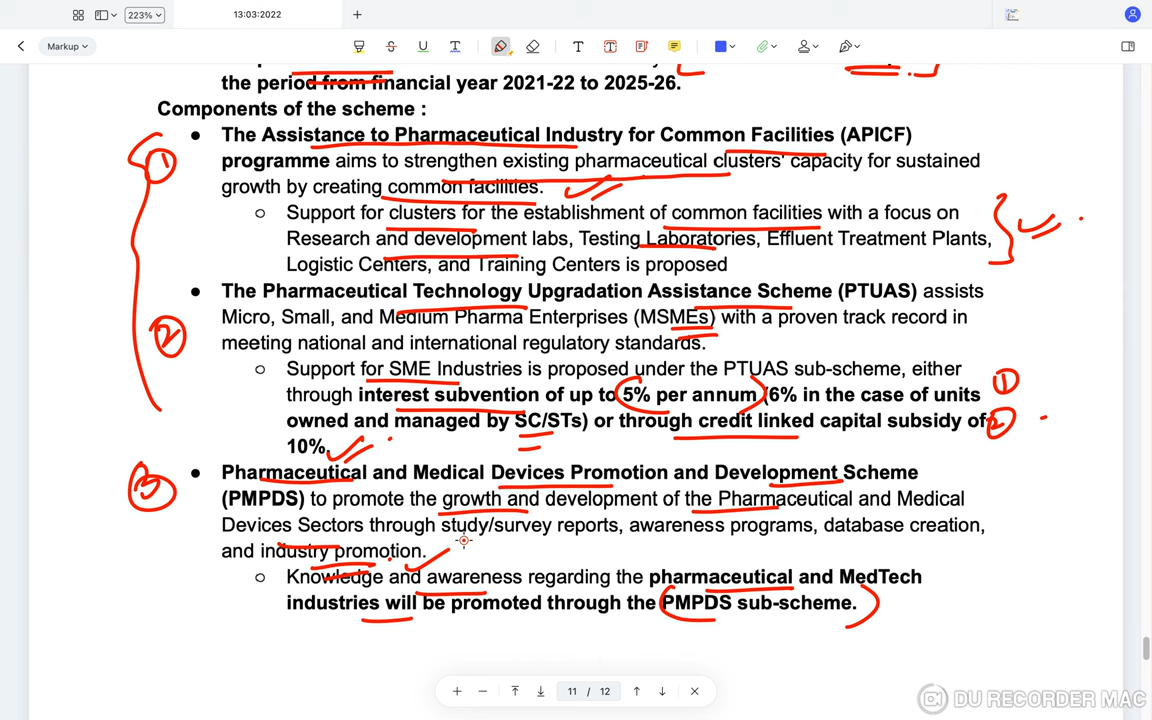 223%
13:03:2022
Markup
the period from financial year 2021-22 to 2025-26.
Components of the scheme :
● The Assistance to Pharmaceutical Industry for Common Facilities (APICF)
programme aims to strengthen existing pharmaceutical clusters' capacity for sustained
growth by creating common facilities.
○ Support for clusters for the establishment of common facilities with a focus on
Research and development labs, Testing Laboratories, Effluent Treatment Plants,
Logistic Centers, and Training Centers is proposed
● The Pharmaceutical Technology Upgradation Assistance Scheme (PTUAS) assists
Micro, Small, and Medium Pharma Enterprises (MSMEs) with a proven track record in
meeting national and international regulatory standards.
○ Support for SME Industries is proposed under the PTUAS sub-scheme, either
through interest subvention of up to 5% per annum (6% in the case of units
owned and managed by SC/STs) or through credit linked capital subsidy of
10%.
● Pharmaceutical and Medical Devices Promotion and Development Scheme
(PMPDS) to promote the growth and development of the Pharmaceutical and Medical
Devices Sectors through study/survey reports, awareness programs, database creation,
and industry promotion.
○ Knowledge and awareness regarding the pharmaceutical and MedTech
industries will be promoted through the PMPDS sub-scheme.
1
2
1
2
3
11 / 12
DU RECORDER MAC